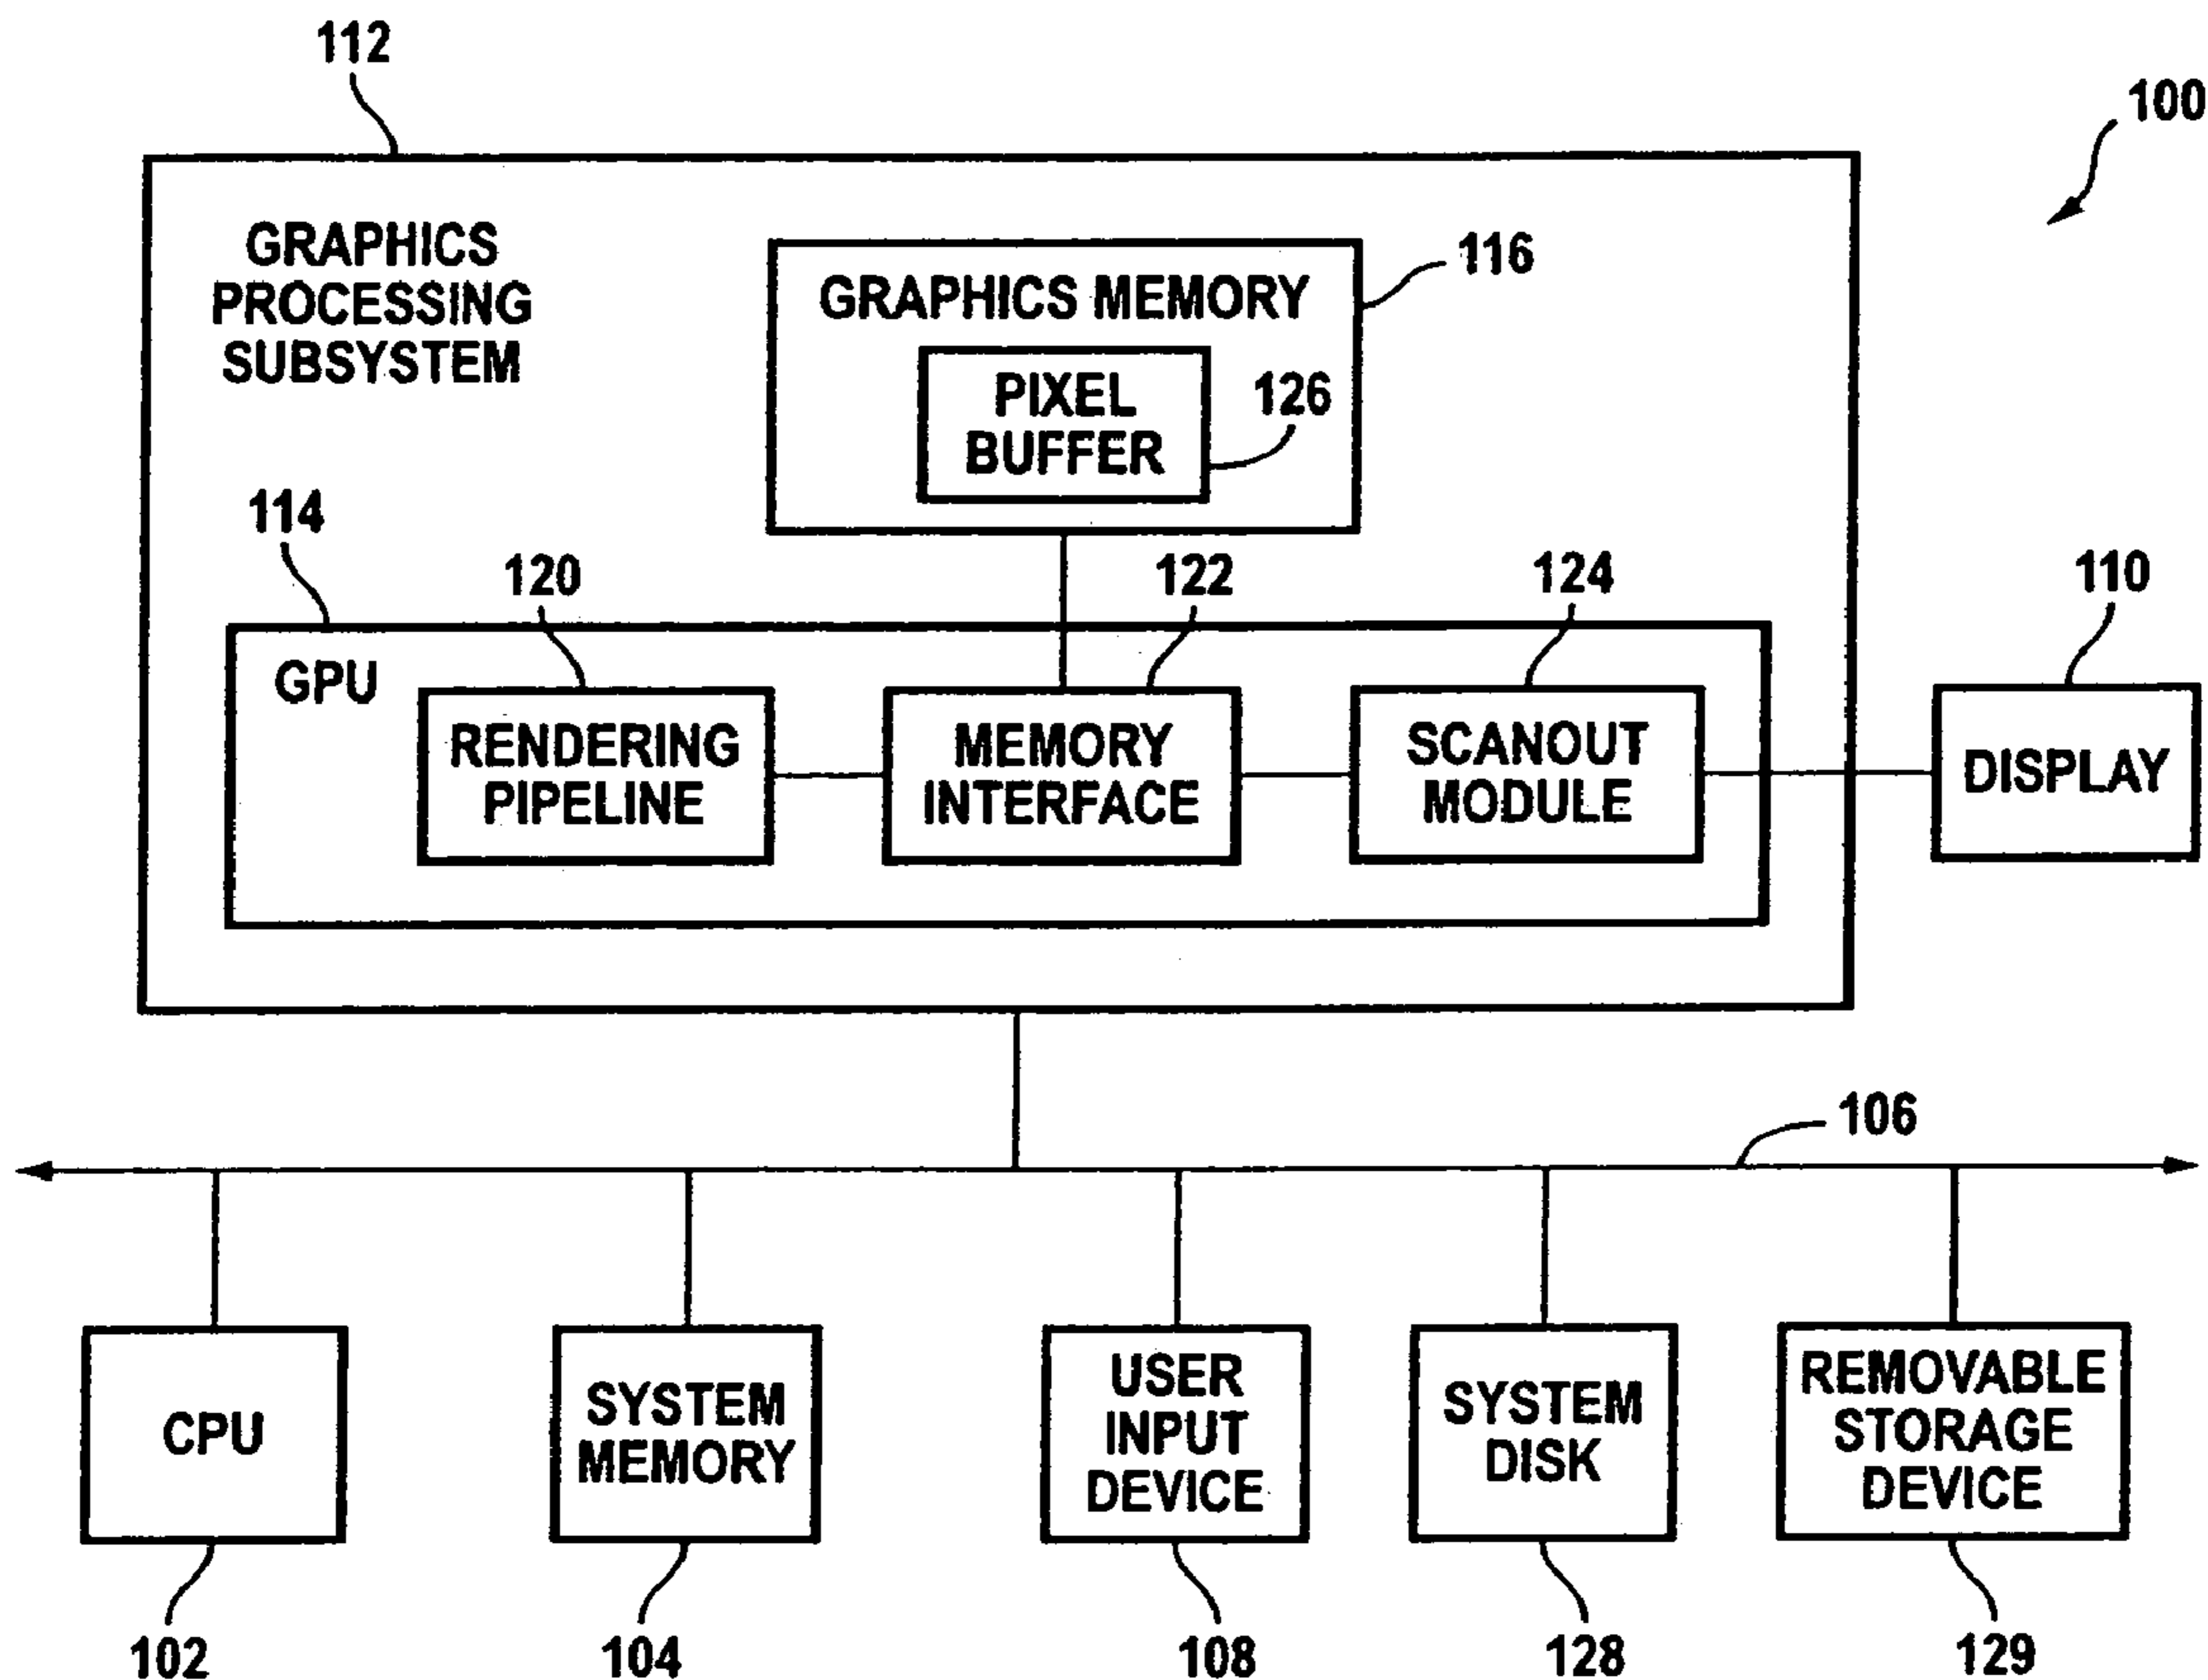 112
100
GRAPHICS
PROCESSING
SUBSYSTEM
116
GRAPHICS MEMORY
PIXEL
BUFFER
126
114
120
122
124
110
GPU
RENDERING
PIPELINE
MEMORY
INTERFACE
SCANOUT
MODULE
DISPLAY
106
CPU
SYSTEM
MEMORY
USER
INPUT
DEVICE
SYSTEM
DISK
REMOVABLE
STORAGE
DEVICE
102
104
108
128
129